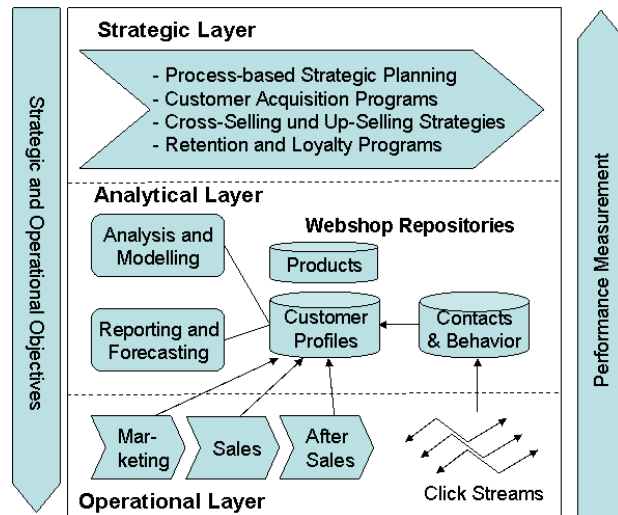 Strategic Layer
- Process-based Strategic Planning
- Customer Acquisition Programs
- Cross-Selling und Up-Selling Strategies
- Retention and Loyalty Programs
Strategic and Operational Objectives
Performance Measurement
Analytical Layer
Webshop Repositories
Analysis and
Modelling
Products
Reporting and
Forecasting
Customer
Profiles
Contacts
& Behavior
Mar-
keting
Sales
After
Sales
Click Streams
Operational Layer